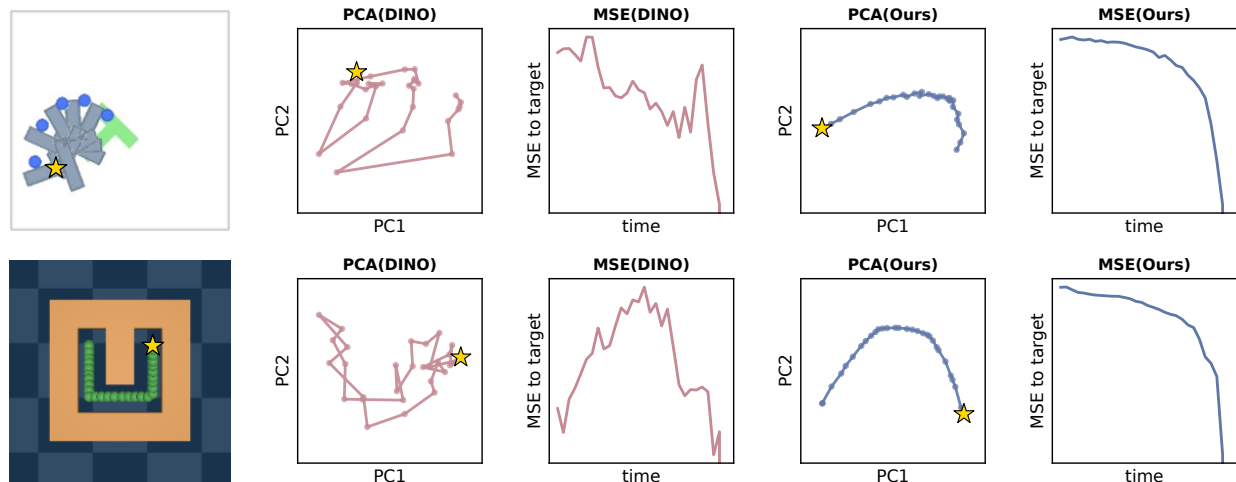 PCA(DINO)
MSE(DINO)
PCA(Ours)
MSE(Ours)
PC2
MSE to target
PC2
MSE to target
PC1
time
PC1
time
PCA(DINO)
MSE(DINO)
PCA(Ours)
MSE(Ours)
PC2
MSE to target
PC2
MSE to target
PC1
time
PC1
time